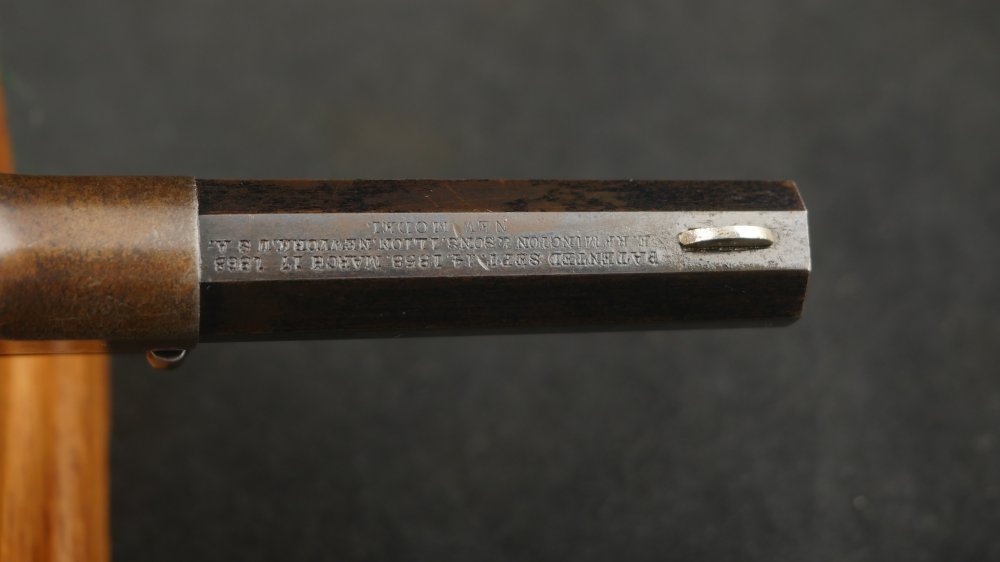 PATENTED SEPT. 14, 1858. MARCH 17 1863
E. REMINGTON & SONS, ILION, NEW YORK, U S A.
NEW MODEL